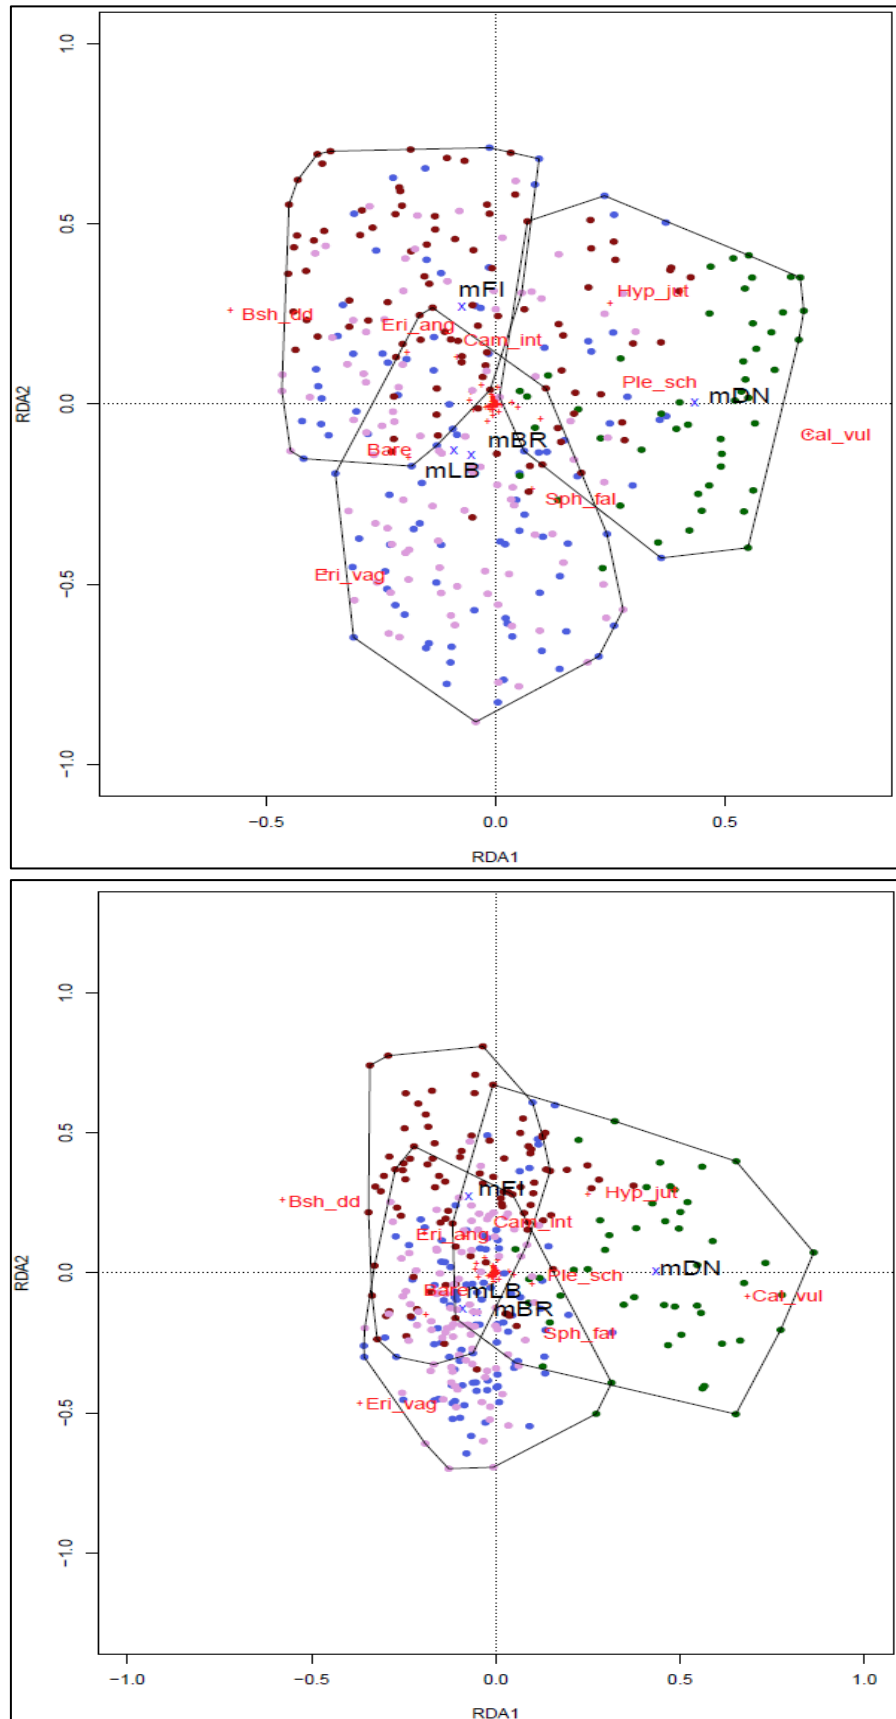 1.0
0.5
0.0
−0.5
−1.0
RDA2
Hyp_jut
mFI
Bsh_dd
Eri_ang
Cam_int
Ple_sch
mDN
Cal_vul
mBR
Bare
mLB
Sph_fal
Eri_vag
−0.5
0.0
0.5
RDA1
1.0
0.5
0.0
−0.5
−1.0
RDA2
mFI
Hyp_jut
Bsh_dd
Cam_int
Eri_ang
mDN
Ple_sch
Bare
mLB
Cal_vul
mBR
Sph_fal
Eri_vag
−1.0
−0.5
0.0
0.5
1.0
RDA1